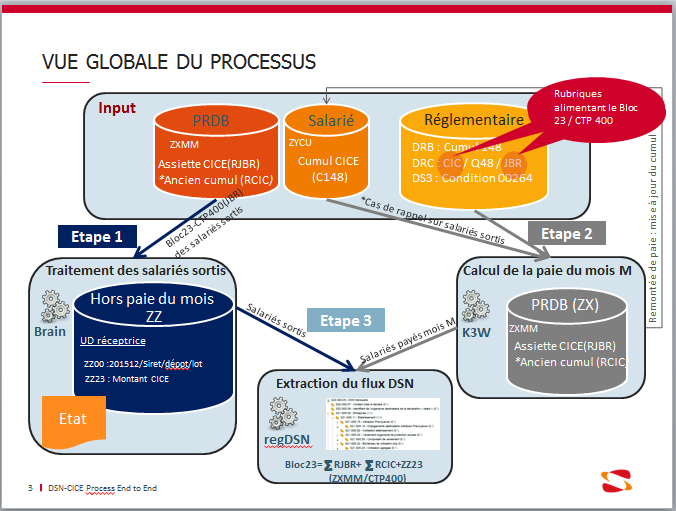 VUE GLOBALE DU PROCESSUS
Input
PRDB
ZXMM
Assiette CICE(RJBR)
*Ancien cumul (RCIC)
Salarié
ZYCU
Cumul CICE
(C148)
Réglementaire
DRB : Cumul 148
DRC : CIC / Q48 / JBR
DS3 : Condition 00264
Rubriques
alimentant le Bloc
23 / CTP 400
Remontée de paie : mise à jour du cumul
Etape 1
Bloc23-CTP400(JBR)
des salariés sortis
*Cas de rappel sur salariés sortis
Etape 2
Traitement des salariés sortis
Brain
Hors paie du mois
ZZ
UD réceptrice
ZZ00 :201512/Siret/dépot/lot
ZZ23 : Montant CICE
Etat
Salariés sortis
Etape 3
Salariés payés mois M
Calcul de la paie du mois M
K3W
PRDB (ZX)
ZXMM
Assiette CICE(RJBR)
*Ancien cumul (RCIC)
Extraction du flux DSN
regDSN
Bloc23=∑RJBR+ ∑RCIC+ZZ23
(ZXMM/CTP400)
3 DSN-CICE Process End to End